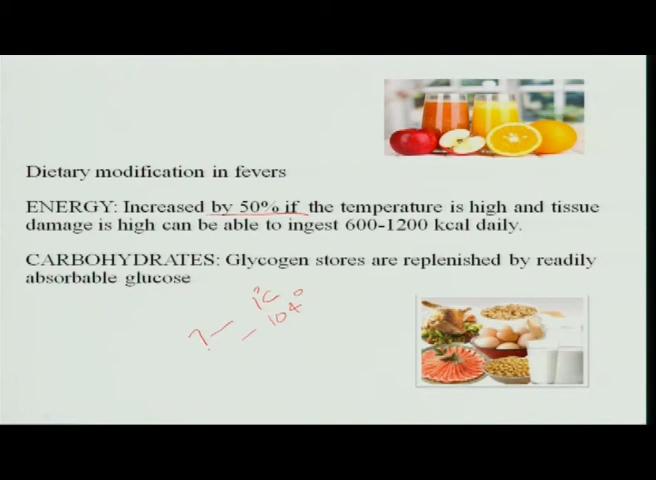 Dietary modification in fevers
ENERGY: Increased by 50% if the temperature is high and tissue
damage is high can be able to ingest 600-1200 kcal daily.
CARBOHYDRATES: Glycogen stores are replenished by readily
absorbable glucose
1°C
? — 104°